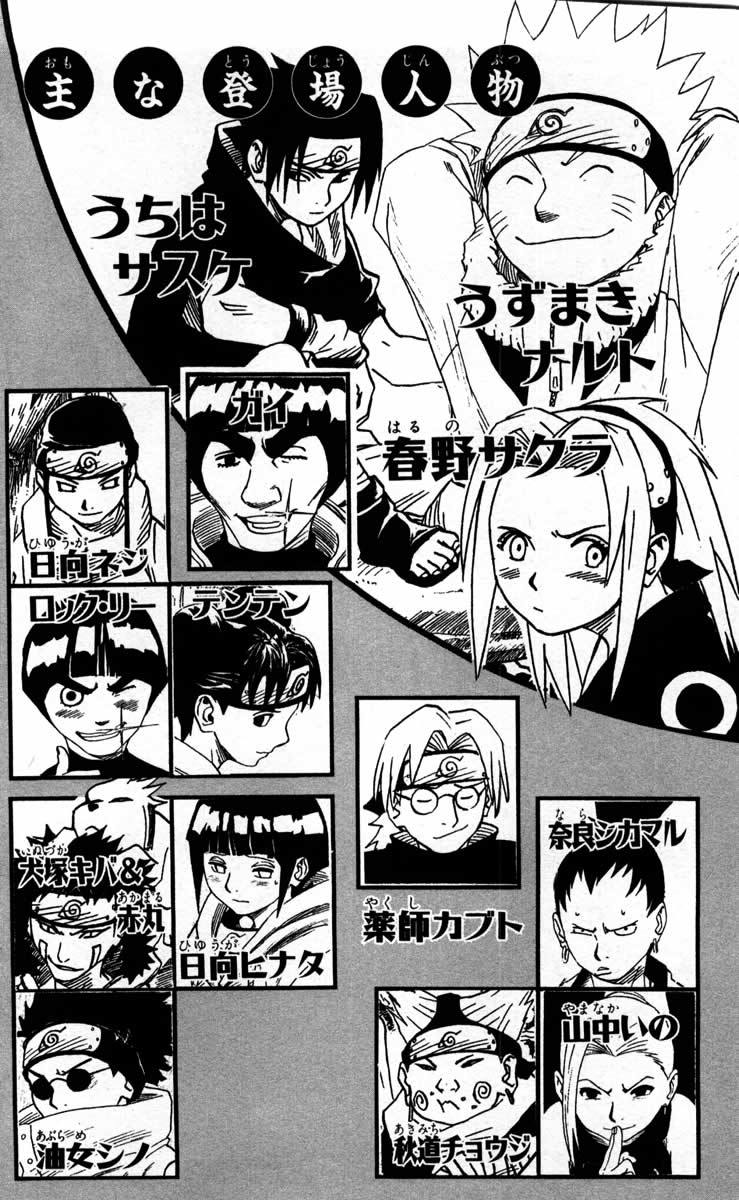 主な登場人物
うちは
サスケ
うずまき
ナルト
春野サクラ
ガイ
日向ネジ
ロック・リー
テンテン
犬塚キバ&
赤丸
日向ヒナタ
油女シノ
薬師カブト
奈良シカマル
秋道チョウジ
山中いの